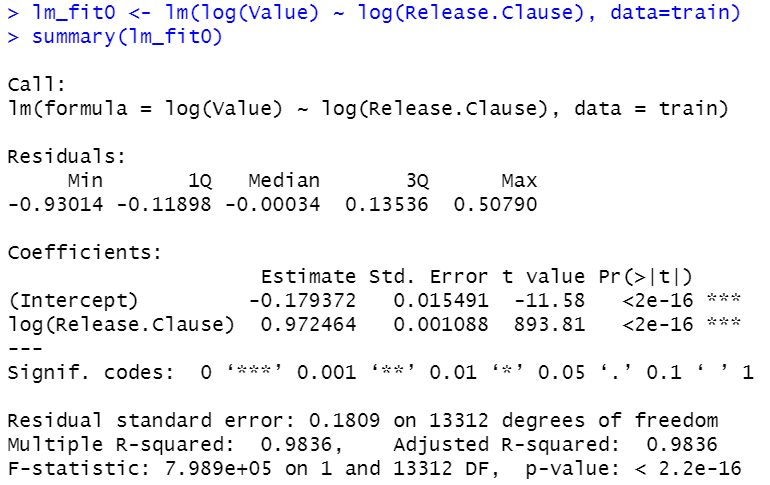 > lm_fit0 <- lm(log(Value) ~ log(Release.Clause), data=train)
> summary(lm_fit0)
Call:
lm(formula = log(Value) ~ log(Release.Clause), data = train)
Residuals:
     Min       1Q   Median       3Q      Max
-0.93014 -0.11898 -0.00034  0.13536  0.50790
Coefficients:
                     Estimate Std. Error t value Pr(>|t|)
(Intercept)         -0.179372   0.015491  -11.58   <2e-16 ***
log(Release.Clause)  0.972464   0.001088  893.81   <2e-16 ***
---
Signif. codes:  0 ‘***’ 0.001 ‘**’ 0.01 ‘*’ 0.05 ‘.’ 0.1 ‘ ’ 1
Residual standard error: 0.1809 on 13312 degrees of freedom
Multiple R-squared:  0.9836,	Adjusted R-squared:  0.9836
F-statistic: 7.989e+05 on 1 and 13312 DF,  p-value: < 2.2e-16